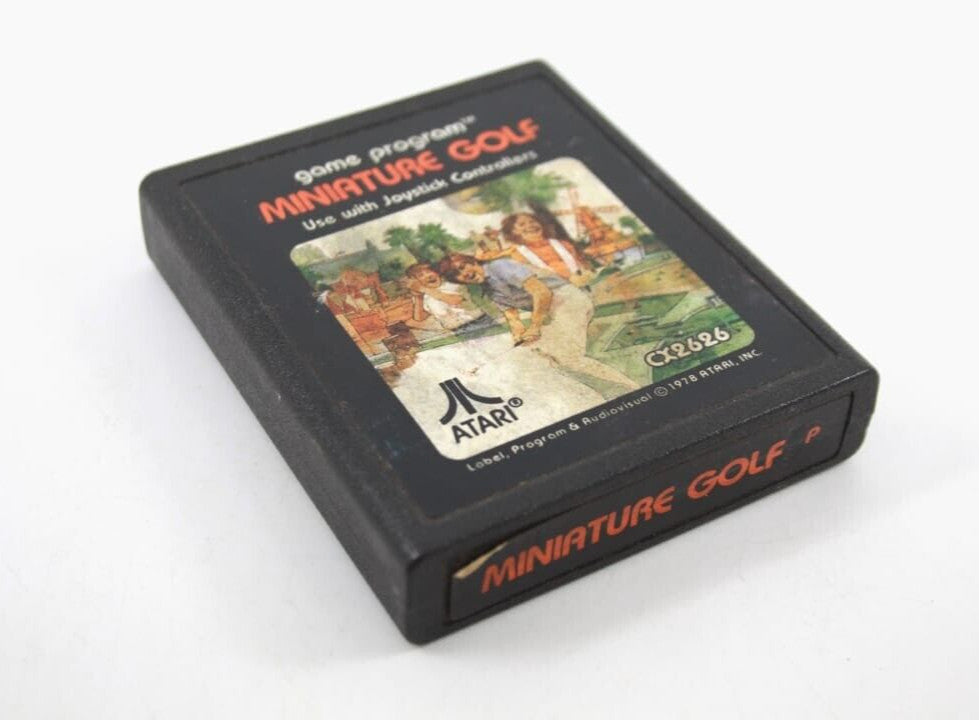 game program™
MINIATURE GOLF
Use with Joystick Controllers
CX2626
ATARI®
Label, Program & Audiovisual © 1978 ATARI, INC.
MINIATURE GOLF P